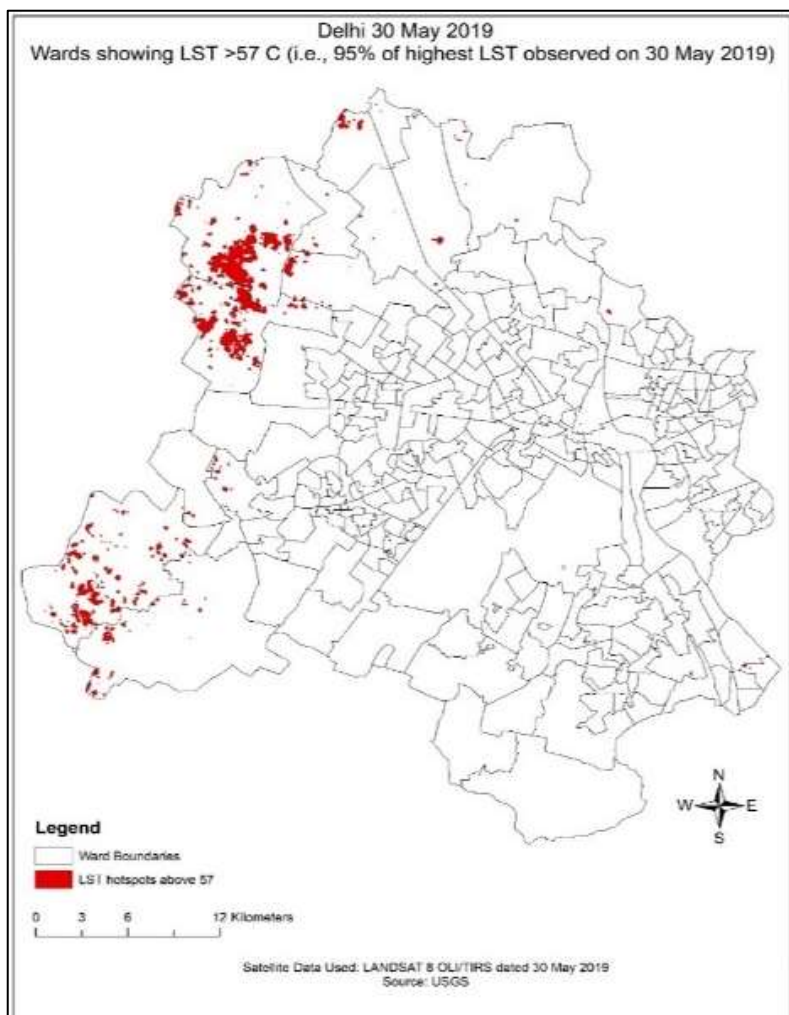 Delhi 30 May 2019
Wards showing LST >57 C (i.e., 95% of highest LST observed on 30 May 2019)
N
W E
S
Legend
Ward Boundaries
LST hotspots above 57
0 3 6 12 Kilometers
Satellite Data Used: LANDSAT 8 OLI/TIRS dated 30 May 2019
Source: USGS